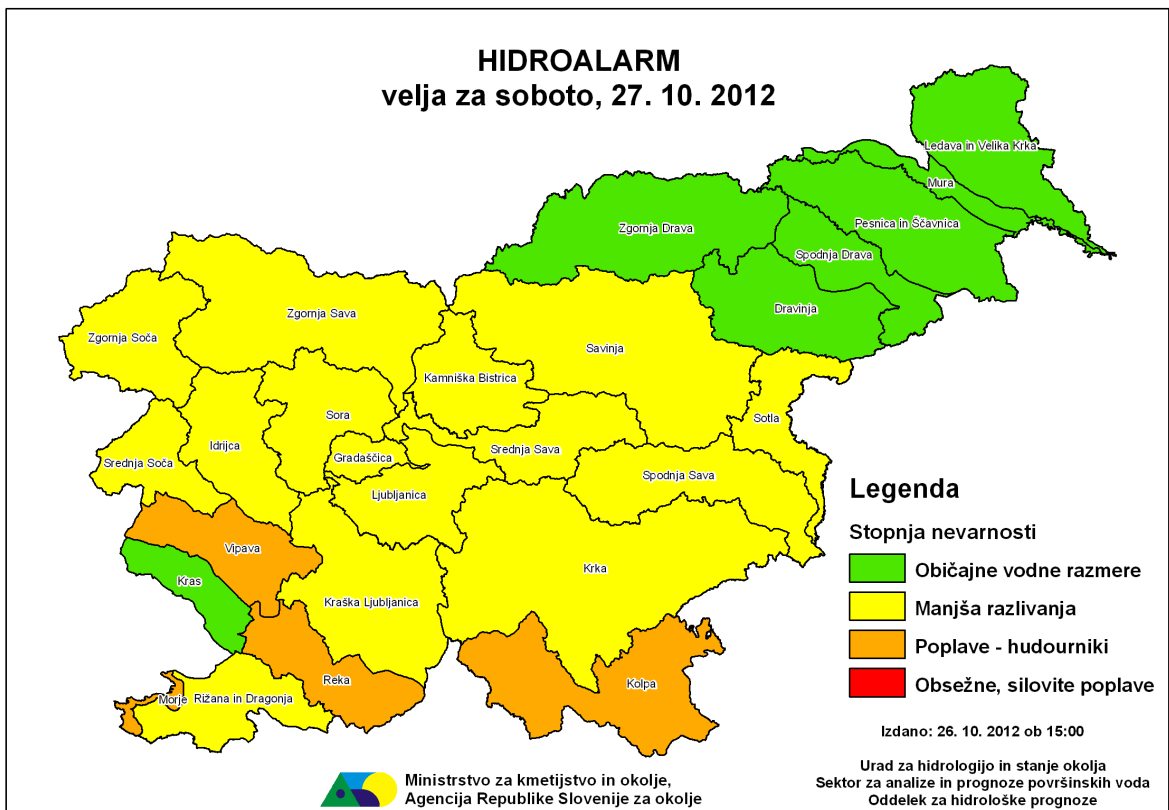 HIDROALARM
velja za soboto, 27. 10. 2012
Ledava in Velika Krka
Mura
Pesnica in Ščavnica
Zgornja Drava
Spodnja Drava
Dravinja
Zgornja Sava
Zgornja Soča
Savinja
Kamniška Bistrica
Sora
Sotla
Idrijca
Srednja Sava
Gradaščica
Srednja Soča
Spodnja Sava
Ljubljanica
Vipava
Krka
Kras
Kraška Ljubljanica
Reka
Kolpa
Morje
Rižana in Dragonja
Legenda
Stopnja nevarnosti
Običajne vodne razmere
Manjša razlivanja
Poplave - hudourniki
Obsežne, silovite poplave
Izdano: 26. 10. 2012 ob 15:00
Urad za hidrologijo in stanje okolja
Sektor za analize in prognoze površinskih voda
Oddelek za hidrološke prognoze
Ministrstvo za kmetijstvo in okolje,
Agencija Republike Slovenije za okolje